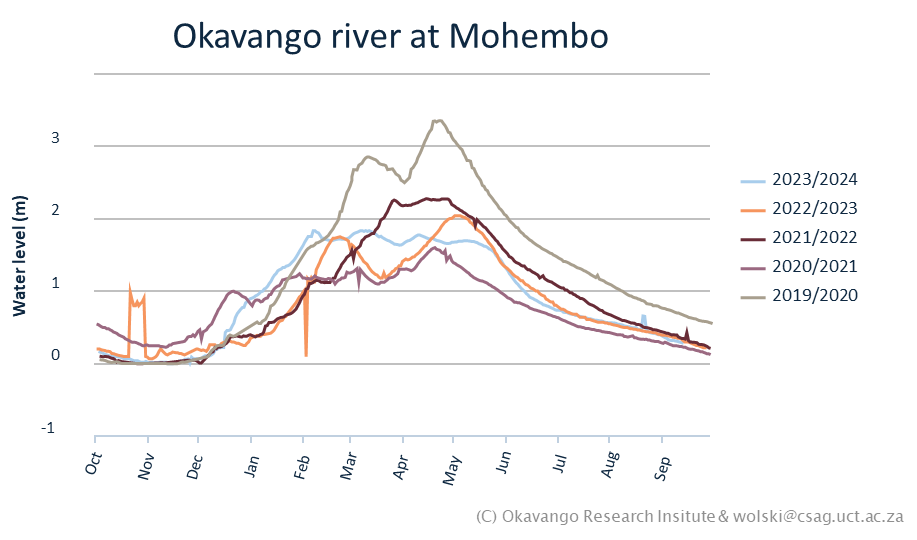 Okavango river at Mohembo
Water level (m)
3
2
1
0
-1
Oct
Nov
Dec
Jan
Feb
Mar
Apr
May
Jun
Jul
Aug
Sep
2023/2024
2022/2023
2021/2022
2020/2021
2019/2020
(C) Okavango Research Insitute & wolski@csag.uct.ac.za